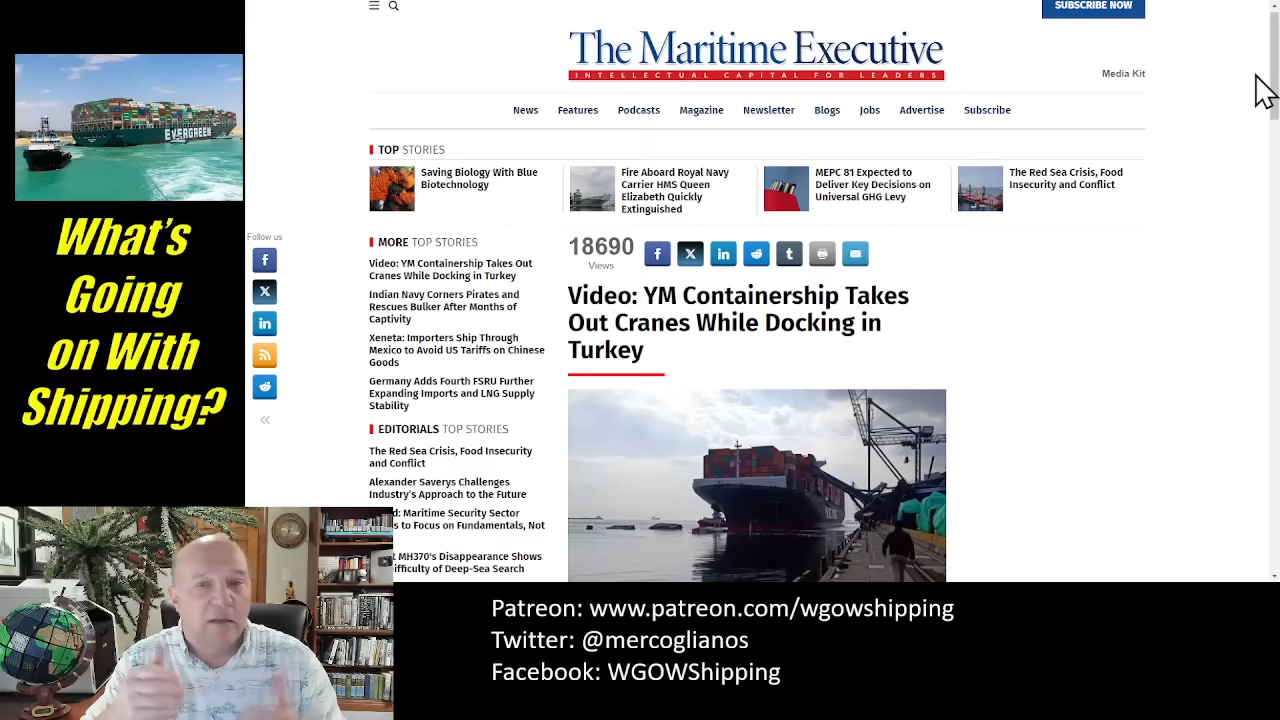 SUBSCRIBE NOW
The Maritime Executive
INTELLECTUAL CAPITAL FOR LEADERS
Media Kit
News Features Podcasts Magazine Newsletter Blogs Jobs Advertise Subscribe
TOP STORIES
Saving Biology With Blue
Biotechnology
Fire Aboard Royal Navy
Carrier HMS Queen
Elizabeth Quickly
Extinguished
MEPC 81 Expected to
Deliver Key Decisions on
Universal GHG Levy
The Red Sea Crisis, Food
Insecurity and Conflict
EVERGREEN
What's
Going
on With
Shipping?
Follow us
MORE TOP STORIES
Video: YM Containership Takes Out
Cranes While Docking in Turkey
Indian Navy Corners Pirates and
Rescues Bulker After Months of
Captivity
Xeneta: Importers Ship Through
Mexico to Avoid US Tariffs on Chinese
Goods
Germany Adds Fourth FSRU Further
Expanding Imports and LNG Supply
Stability
EDITORIALS TOP STORIES
The Red Sea Crisis, Food Insecurity
and Conflict
Alexander Saverys Challenges
Industry's Approach to the Future
d: Maritime Security Sector
s to Focus on Fundamentals, Not
t MH370's Disappearance Shows
ifficulty of Deep-Sea Search
18690
Views
Video: YM Containership Takes
Out Cranes While Docking in
Turkey
Patreon: www.patreon.com/wgowshipping
Twitter: @mercoglianos
Facebook: WGOWShipping